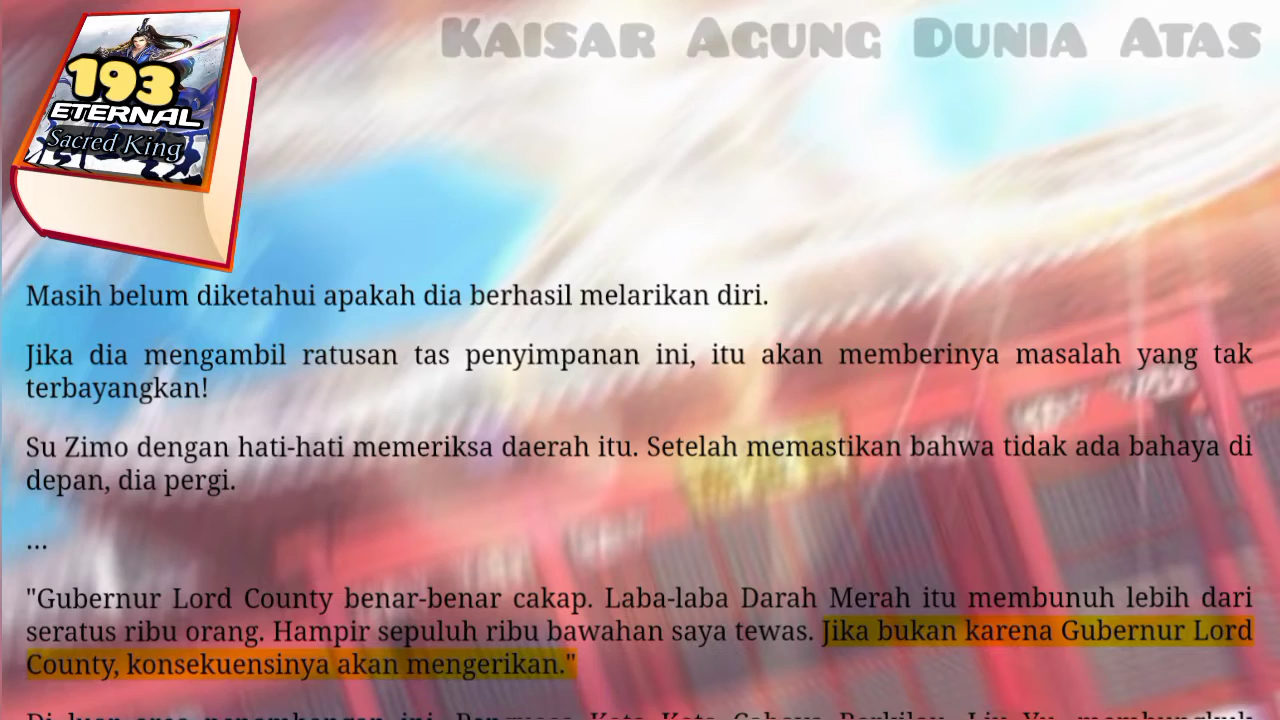 KAISAR AGUNG DUNIA ATAS
193
ETERNAL
Sacred King
Masih belum diketahui apakah dia berhasil melarikan diri.
Jika dia mengambil ratusan tas penyimpanan ini, itu akan memberinya masalah yang tak
terbayangkan!
Su Zimo dengan hati-hati memeriksa daerah itu. Setelah memastikan bahwa tidak ada bahaya di
depan, dia pergi.
...
"Gubernur Lord County benar-benar cakap. Laba-laba Darah Merah itu membunuh lebih dari
seratus ribu orang. Hampir sepuluh ribu bawahan saya tewas. Jika bukan karena Gubernur Lord
County, konsekuensinya akan mengerikan."